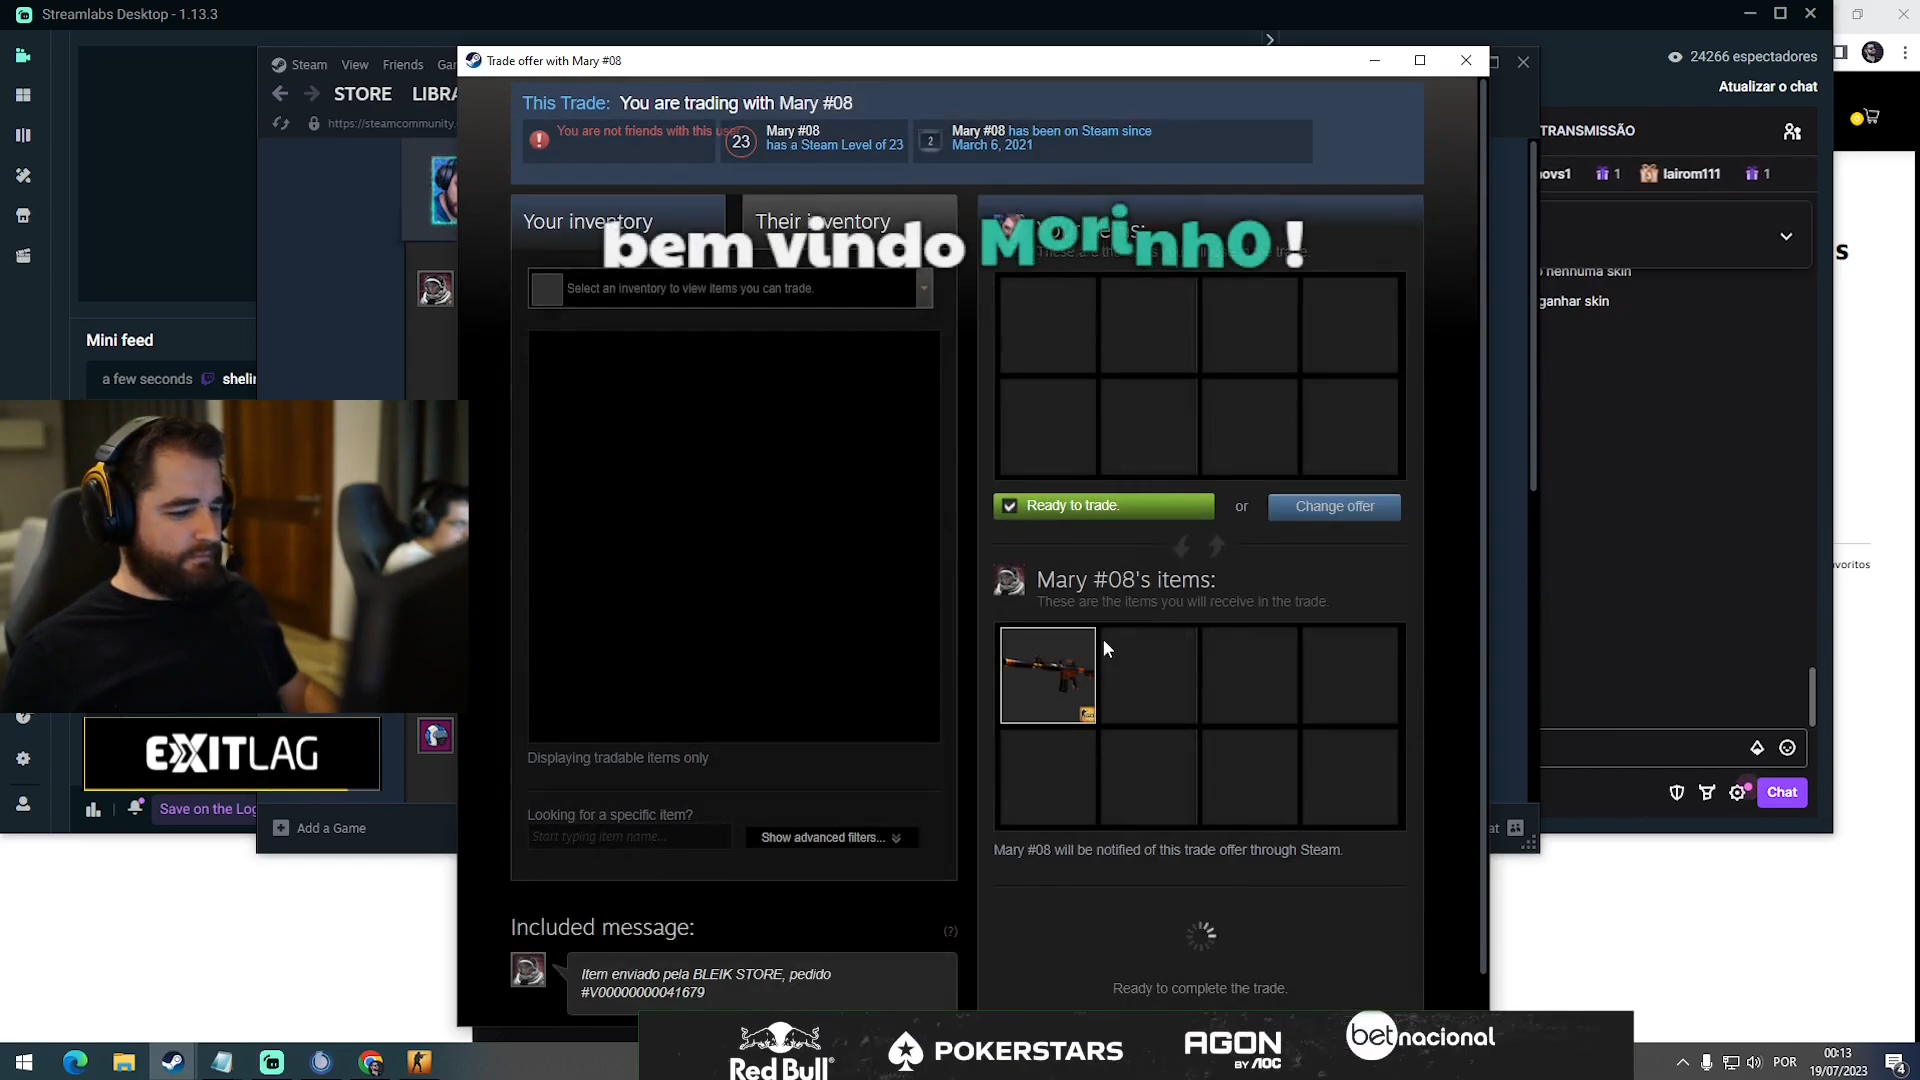 Streamlabs Desktop - 1.13.3
24266 espectadores
Atualizar o chat
Steam View Friends
STORE
https://steamcommunity.
Trade offer with Mary #08
This Trade: You are trading with Mary #08
You are not friends with this
23
Mary #08
has a Steam Level of 23
2
Mary #08 has been on Steam since
March 6, 2021
TRANSMISSÃO
1
lairom111
1
Your inventory
Their inventory
bem vindo Morinh0 !
Select an inventory to view items you can trade.
nenhuma skin
ganhar skin
Mini feed
a few seconds
Ready to trade.
or
Change offer
Mary #08's items:
These are the items you will receive in the trade.
Displaying tradable items only
Looking for a specific item?
Start typing item name...
Show advanced filters...
Mary #08 will be notified of this trade offer through Steam.
EXITLAG
Save on the Log
Add a Game
Chat
Included message:
(?)
Item enviado pela BLEIK STORE, pedido
#V00000000041679
Ready to complete the trade.
Red Bull
POKERSTARS
AGON
BY AOC
betnacional
POR
00:13
19/07/2023
4